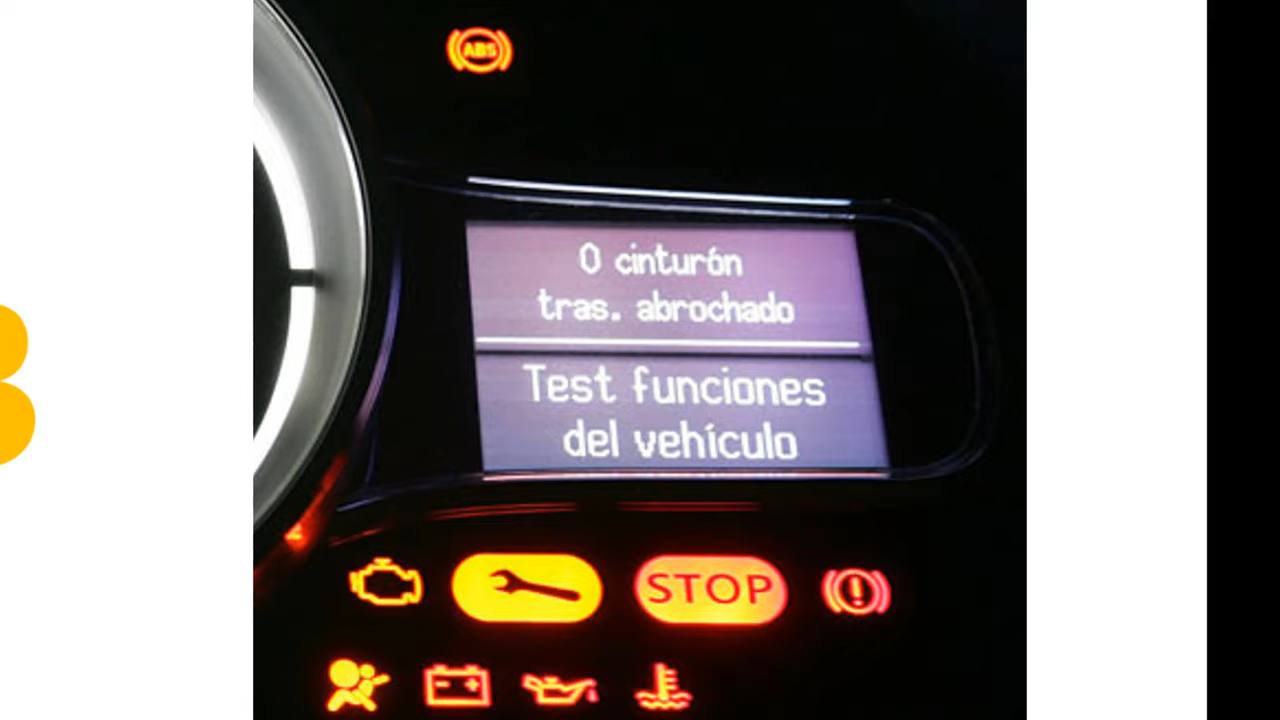 ABS
0 cinturón
tras. abrochado
Test funciones
del vehículo
STOP